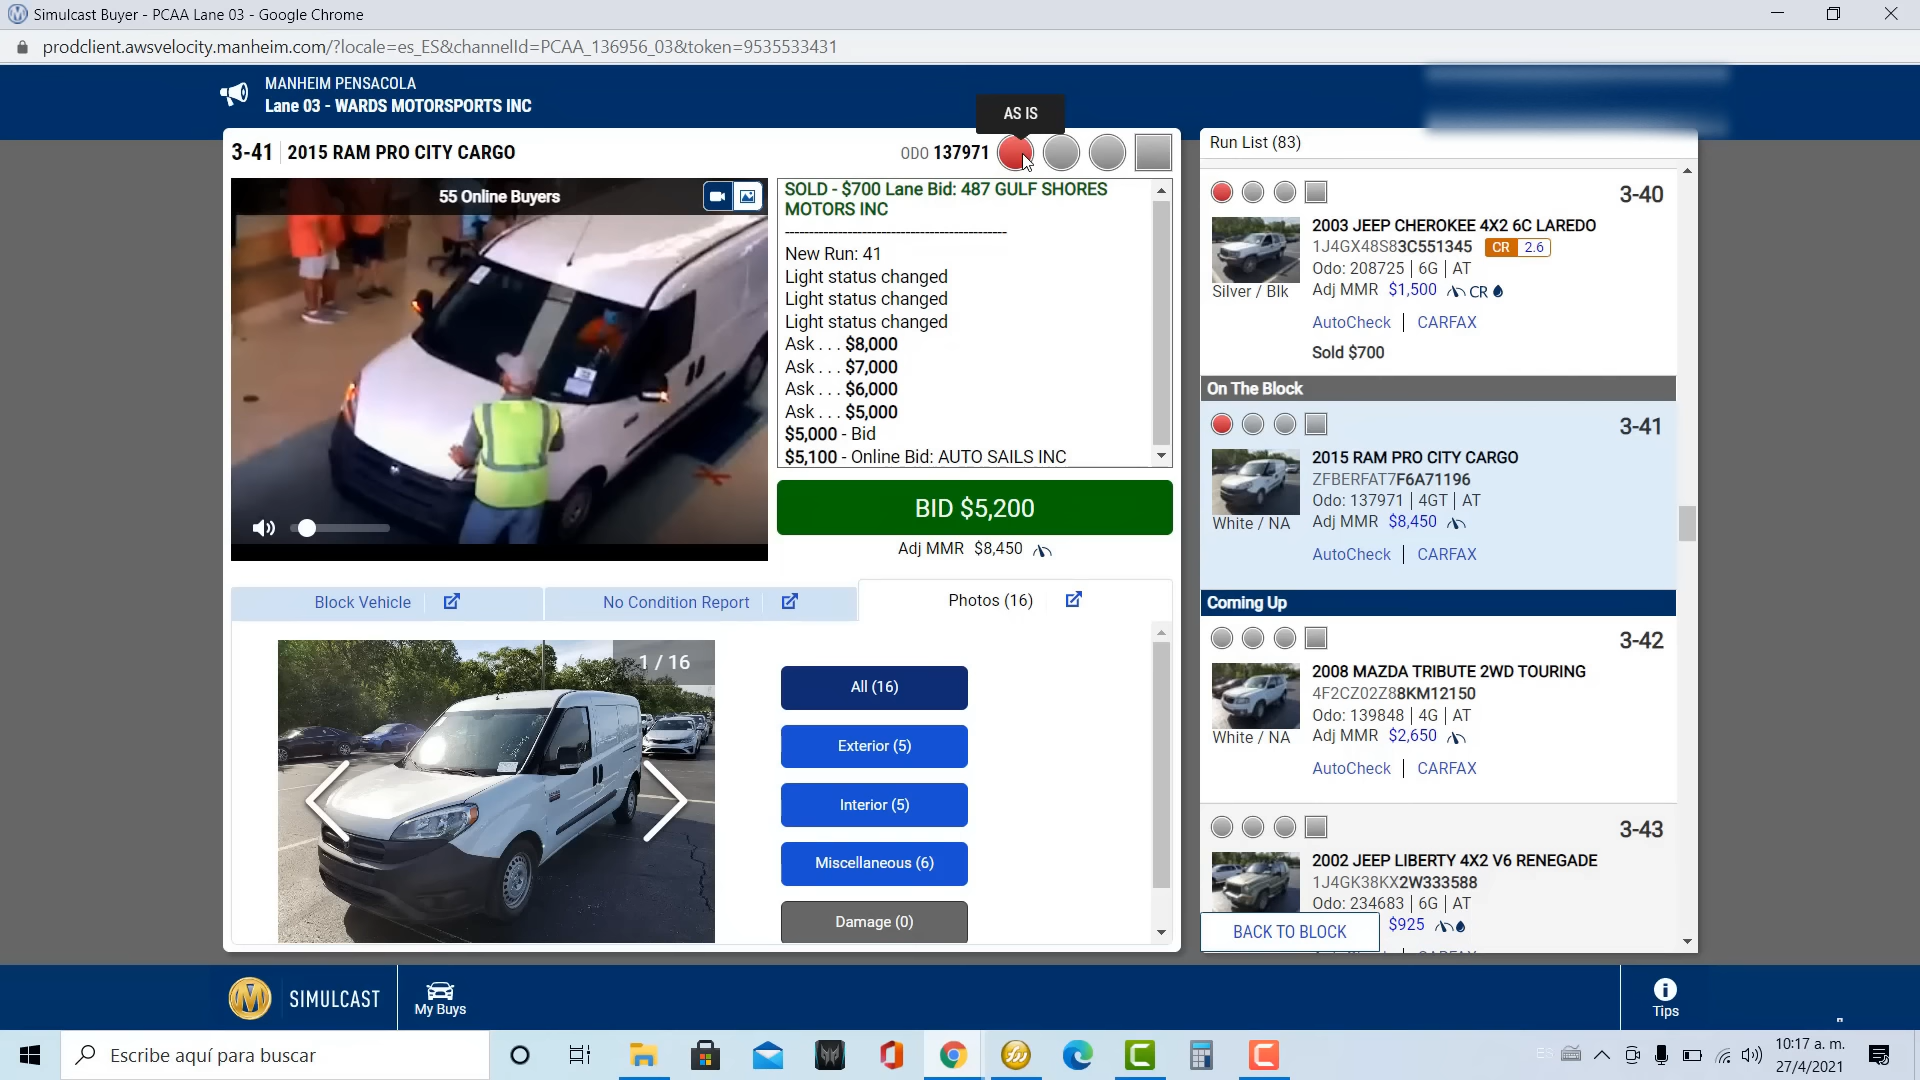 Simulcast Buyer - PCAA Lane 03 - Google Chrome
prodclient.awsvelocity.manheim.com/?locale=es_ES&channelId=PCAA_136956_03&token=9535533431
MANHEIM PENSACOLA
Lane 03 - WARDS MOTORSPORTS INC
AS IS
3-41 2015 RAM PRO CITY CARGO
ODO 137971
55 Online Buyers
SOLD - $700 Lane Bid: 487 GULF SHORES
MOTORS INC
---------------------------------------------
New Run: 41
Light status changed
Light status changed
Light status changed
Ask . . . $8,000
Ask . . . $7,000
Ask . . . $6,000
Ask . . . $5,000
$5,000 - Bid
$5,100 - Online Bid: AUTO SAILS INC
BID $5,200
Adj MMR $8,450
Block Vehicle
No Condition Report
Photos (16)
1 / 16
All (16)
Exterior (5)
Interior (5)
Miscellaneous (6)
Damage (0)
Run List (83)
3-40
2003 JEEP CHEROKEE 4X2 6C LAREDO
1J4GX48S83C551345 CR 2.6
Odo: 208725 | 6G | AT
Silver / Blk
Adj MMR $1,500 CR
AutoCheck | CARFAX
Sold $700
On The Block
3-41
2015 RAM PRO CITY CARGO
ZFBERFAT7F6A71196
Odo: 137971 | 4GT | AT
White / NA
Adj MMR $8,450
AutoCheck | CARFAX
Coming Up
3-42
2008 MAZDA TRIBUTE 2WD TOURING
4F2CZ02Z88KM12150
Odo: 139848 | 4G | AT
White / NA
Adj MMR $2,650
AutoCheck | CARFAX
3-43
2002 JEEP LIBERTY 4X2 V6 RENEGADE
1J4GK38KX2W333588
Odo: 234683 | 6G | AT
$925
BACK TO BLOCK
SIMULCAST
My Buys
Tips
Escribe aquí para buscar
ES
10:17 a. m.
27/4/2021